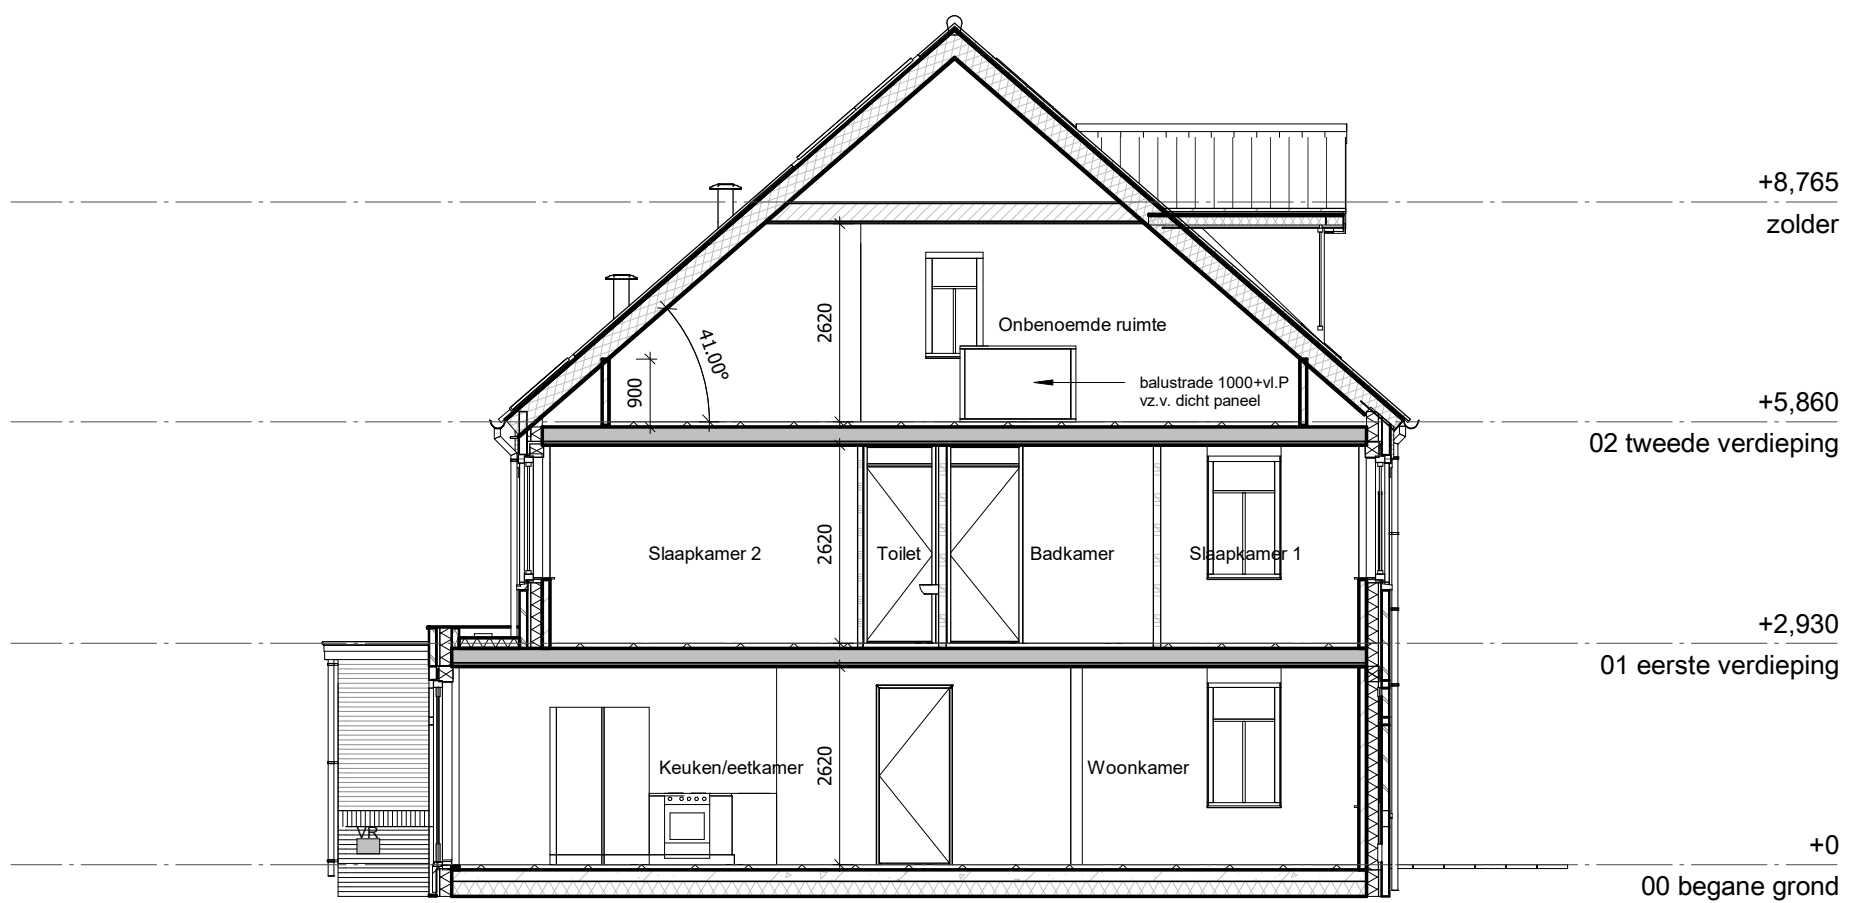 +8,765
zolder
2620
Onbenoemde ruimte
41.00°
900
balustrade 1000+vl.P
vz.v. dicht paneel
+5,860
02 tweede verdieping
Slaapkamer 2
2620
Toilet
Badkamer
Slaapkamer 1
+2,930
01 eerste verdieping
Keuken/eetkamer
2620
Woonkamer
VR
+0
00 begane grond